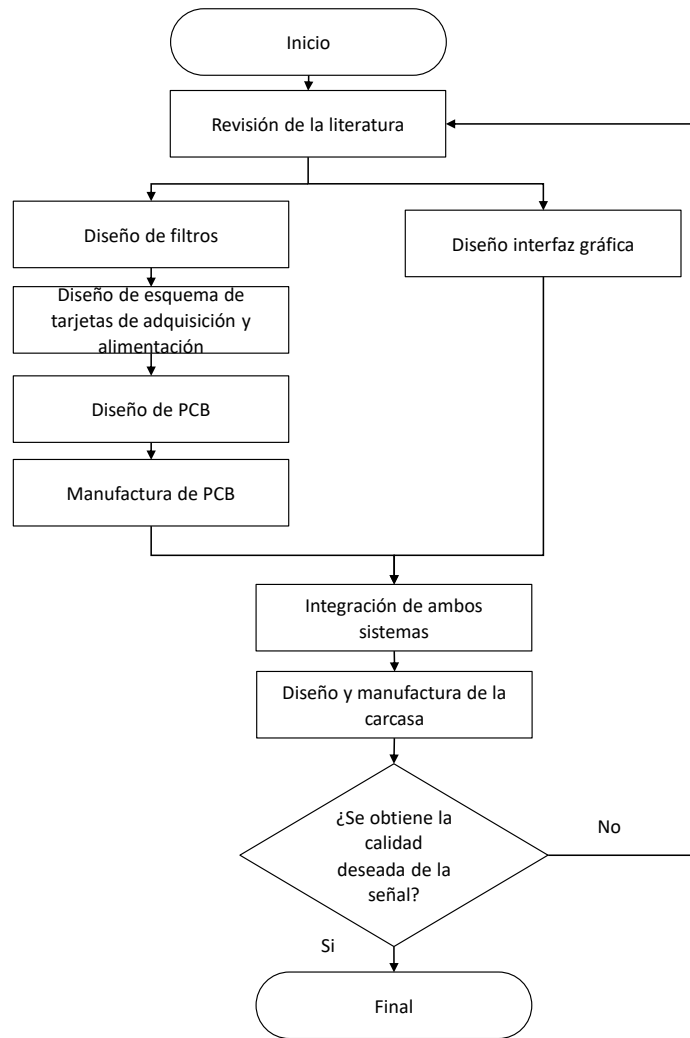 Inicio
Revisión de la literatura
Diseño de filtros
Diseño interfaz gráfica
Diseño de esquema de
tarjetas de adquisición y
alimentación
Diseño de PCB
Manufactura de PCB
Integración de ambos
sistemas
Diseño y manufactura de la
carcasa
¿Se obtiene la
calidad
deseada de la
señal?
No
Si
Final